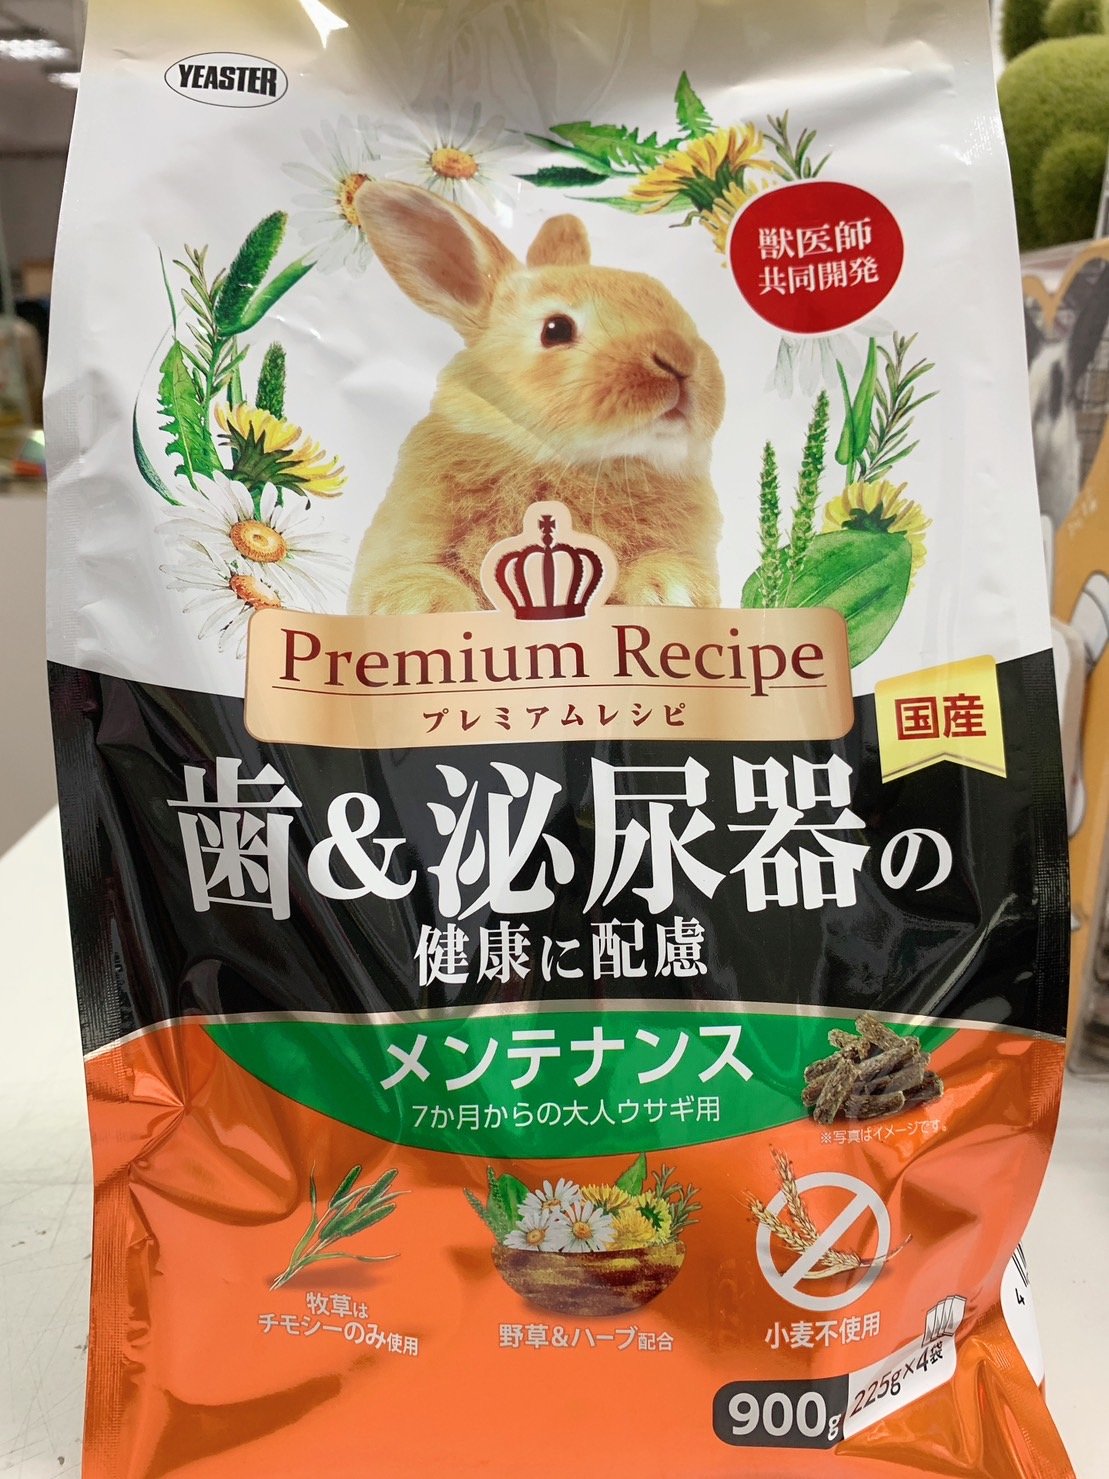 YEASTER
獣医師
共同開発
Premium Recipe
プレミアムレシピ
国産
歯&泌尿器の
健康に配慮
メンテナンス
7か月からの大人ウサギ用
※写真はイメージです。
牧草は
チモシーのみ使用
野草&ハーブ配合
小麦不使用
900g
225g×4袋
4